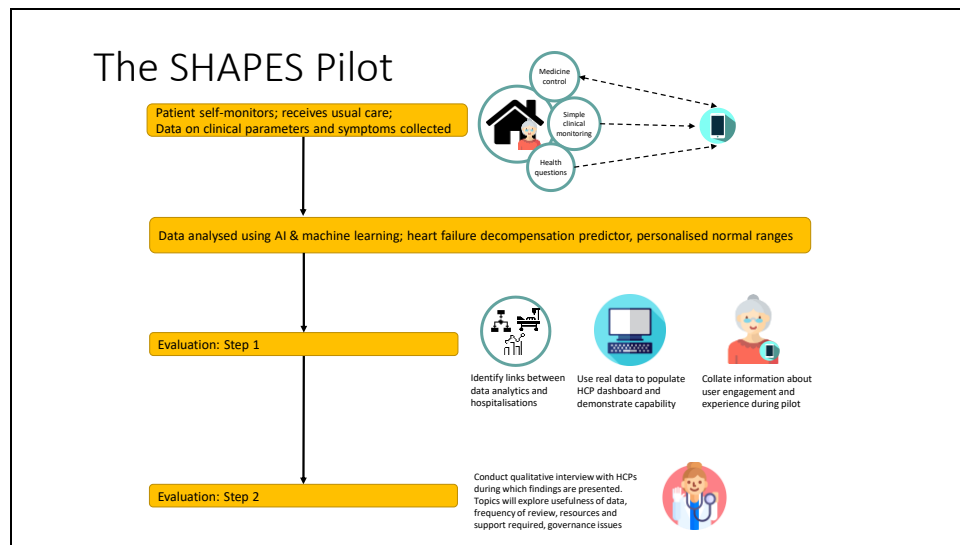 The SHAPES Pilot
Medicine
control
Patient self-monitors; receives usual care;
Data on clinical parameters and symptoms collected
Simple
clinical
monitoring
Health
questions
Data analysed using AI & machine learning; heart failure decompensation predictor, personalised normal ranges
Evaluation: Step 1
Identify links between
data analytics and
hospitalisations
Use real data to populate
HCP dashboard and
demonstrate capability
Collate information about
user engagement and
experience during pilot
Evaluation: Step 2
Conduct qualitative interview with HCPs
during which findings are presented.
Topics will explore usefulness of data,
frequency of review, resources and
support required, governance issues